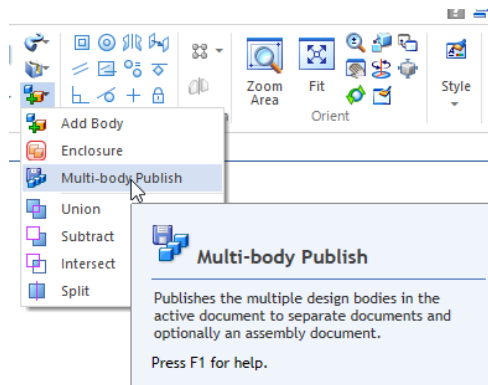 Zoom
Area
Fit
Style
Orient
Add Body
Enclosure
Multi-body Publish
Union
Subtract
Intersect
Split
Multi-body Publish
Publishes the multiple design bodies in the
active document to separate documents and
optionally an assembly document.
Press F1 for help.